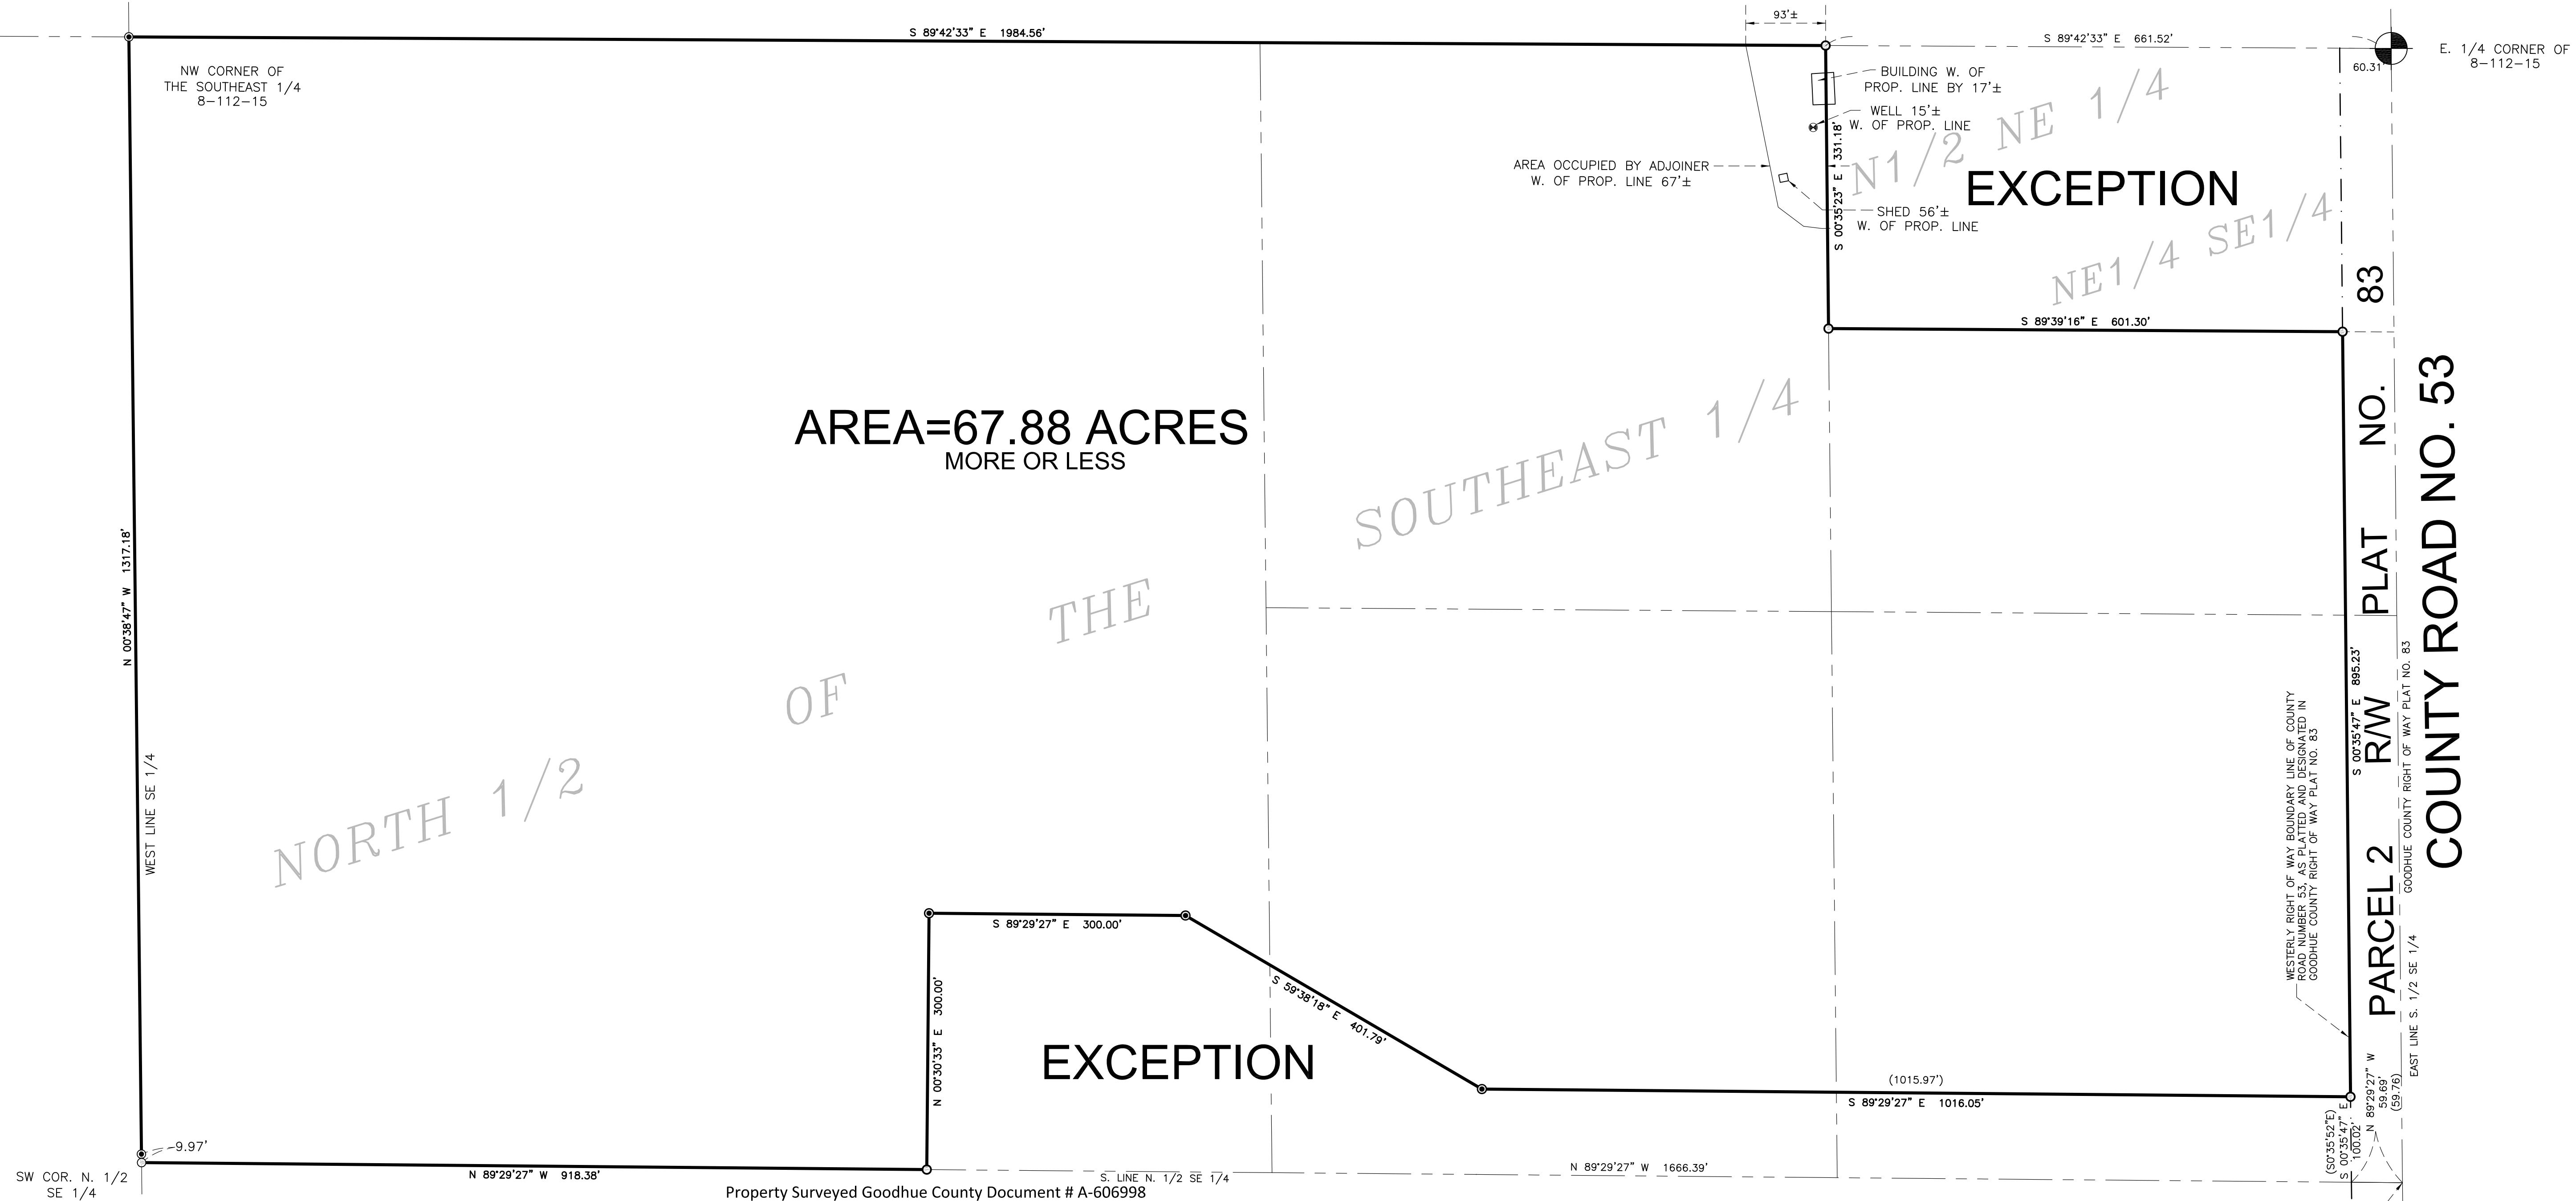 93'±
S 89°42'33" E 1984.56'
S 89°42'33" E 661.52'
E. 1/4 CORNER OF
8-112-15
60.31'
NW CORNER OF
THE SOUTHEAST 1/4
8-112-15
BUILDING W. OF
PROP. LINE BY 17'±
WELL 15'±
W. OF PROP. LINE
N1/2 NE 1/4
S 00°35'23" E 331.18'
AREA OCCUPIED BY ADJOINER
W. OF PROP. LINE 67'±
EXCEPTION
SHED 56'±
W. OF PROP. LINE
NE1/4 SE1/4
S 89°39'16" E 601.30'
AREA=67.88 ACRES
MORE OR LESS
NORTH 1/2 OF THE SOUTHEAST 1/4
N 00°38'47" W 1317.18'
WEST LINE SE 1/4
PARCEL 2 R/W PLAT NO. 83
COUNTY ROAD NO. 53
S 00°35'47" E 895.23'
GOODHUE COUNTY RIGHT OF WAY PLAT NO. 83
EAST LINE S. 1/2 SE 1/4
WESTERLY RIGHT OF WAY BOUNDARY LINE OF COUNTY
ROAD NUMBER 53, AS PLATTED AND DESIGNATED IN
GOODHUE COUNTY RIGHT OF WAY PLAT NO. 83
S 89°29'27" E 300.00'
N 00°30'33" E 300.00'
S 59°38'18" E 401.79'
EXCEPTION
(1015.97')
S 89°29'27" E 1016.05'
N 89°29'27" W
59.69'
(59.76)
(S0°35'52"E)
S 00°35'47" E
100.02'
9.97'
SW COR. N. 1/2
SE 1/4
N 89°29'27" W 918.38'
S. LINE N. 1/2 SE 1/4
N 89°29'27" W 1666.39'
Property Surveyed Goodhue County Document # A-606998